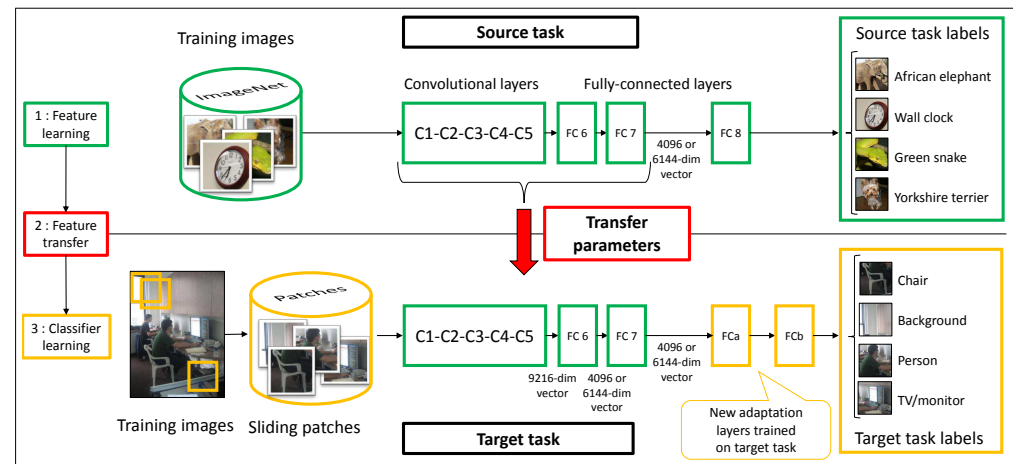 Training images
Source task
Source task labels
ImageNet
Convolutional layers
Fully-connected layers
1 : Feature
learning
C1-C2-C3-C4-C5
FC 6
FC 7
FC 8
4096 or
6144-dim
vector
African elephant
Wall clock
Green snake
Yorkshire terrier
2 : Feature
transfer
Transfer
parameters
3 : Classifier
learning
Patches
C1-C2-C3-C4-C5
FC 6
FC 7
FCa
FCb
9216-dim
vector
4096 or
6144-dim
vector
4096 or
6144-dim
vector
Chair
Background
Person
TV/monitor
New adaptation
layers trained
on target task
Training images
Sliding patches
Target task
Target task labels